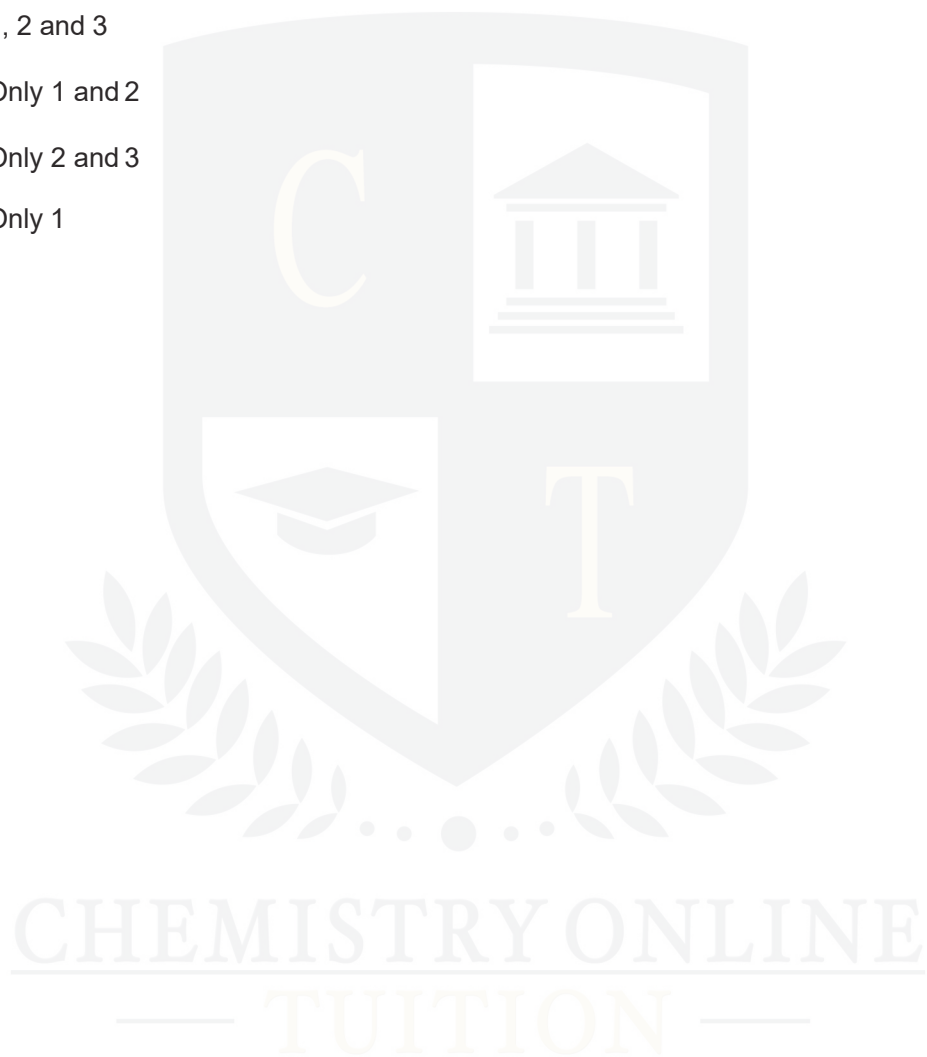 , 2 and 3
Only 1 and 2
Only 2 and 3
Only 1
C
T
CHEMISTRY ONLINE
TUITION